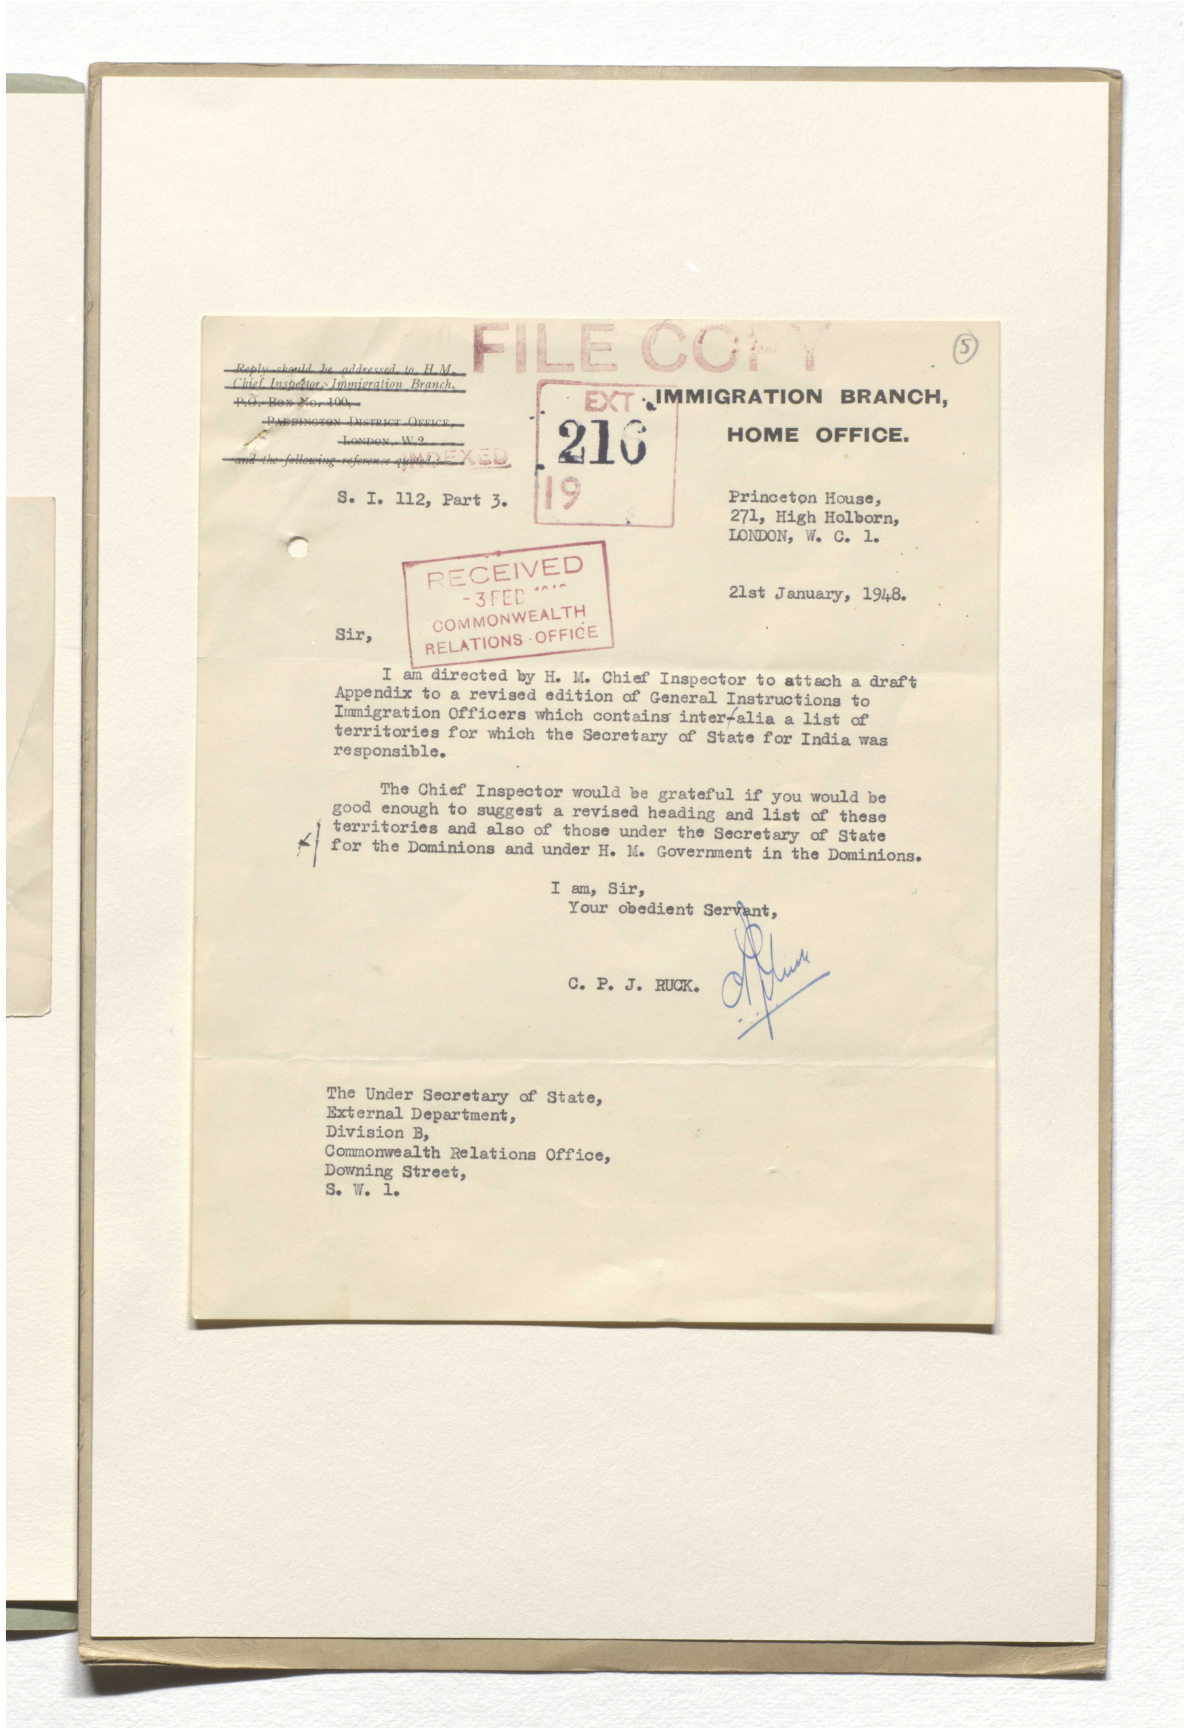 FILE COPY
5
Reply should be addressed to H.M.
Chief Inspector, Immigration Branch,
P.O. Box No. 100,
Paddington District Office,
London, W.2.
and the following reference quoted
INDEXED
EXT
216
19
IMMIGRATION BRANCH,
HOME OFFICE.
S. I. 112, Part 3.
Princeton House,
271, High Holborn,
LONDON, W. C. 1.
RECEIVED
-3 FEB
COMMONWEALTH
RELATIONS OFFICE
21st January, 1948.
Sir,
I am directed by H. M. Chief Inspector to attach a draft
Appendix to a revised edition of General Instructions to
Immigration Officers which contains inter/alia a list of
territories for which the Secretary of State for India was
responsible.
The Chief Inspector would be grateful if you would be
good enough to suggest a revised heading and list of these
territories and also of those under the Secretary of State
for the Dominions and under H. M. Government in the Dominions.
I am, Sir,
Your obedient Servant,
C. P. J. RUCK.
The Under Secretary of State,
External Department,
Division B,
Commonwealth Relations Office,
Downing Street,
S. W. 1.